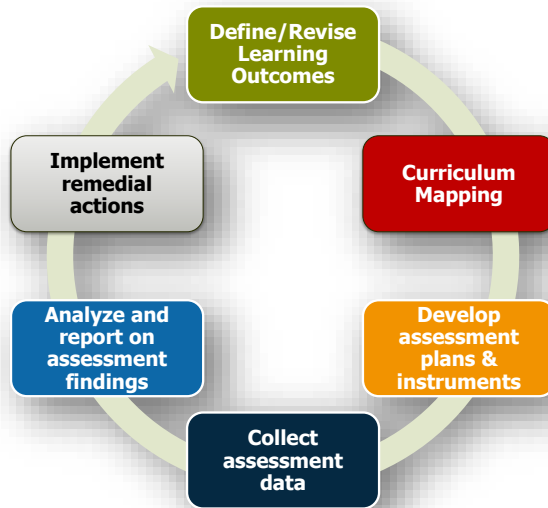 Define/Revise
Learning
Outcomes
Curriculum
Mapping
Develop
assessment
plans &
instruments
Collect
assessment
data
Analyze and
report on
assessment
findings
Implement
remedial
actions